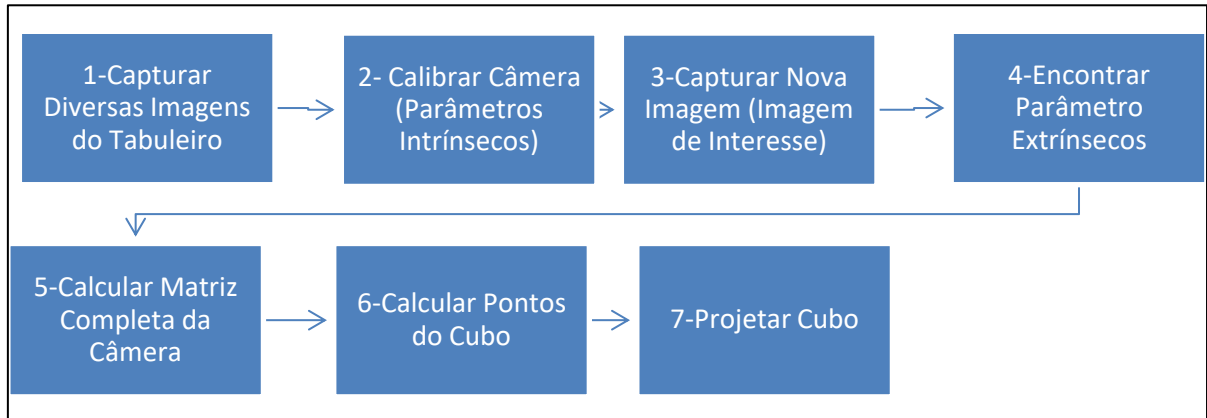 1-Capturar
Diversas Imagens
do Tabuleiro
2- Calibrar Câmera
(Parâmetros
Intrínsecos)
3-Capturar Nova
Imagem (Imagem
de Interesse)
4-Encontrar
Parâmetro
Extrínsecos
5-Calcular Matriz
Completa da
Câmera
6-Calcular Pontos
do Cubo
7-Projetar Cubo